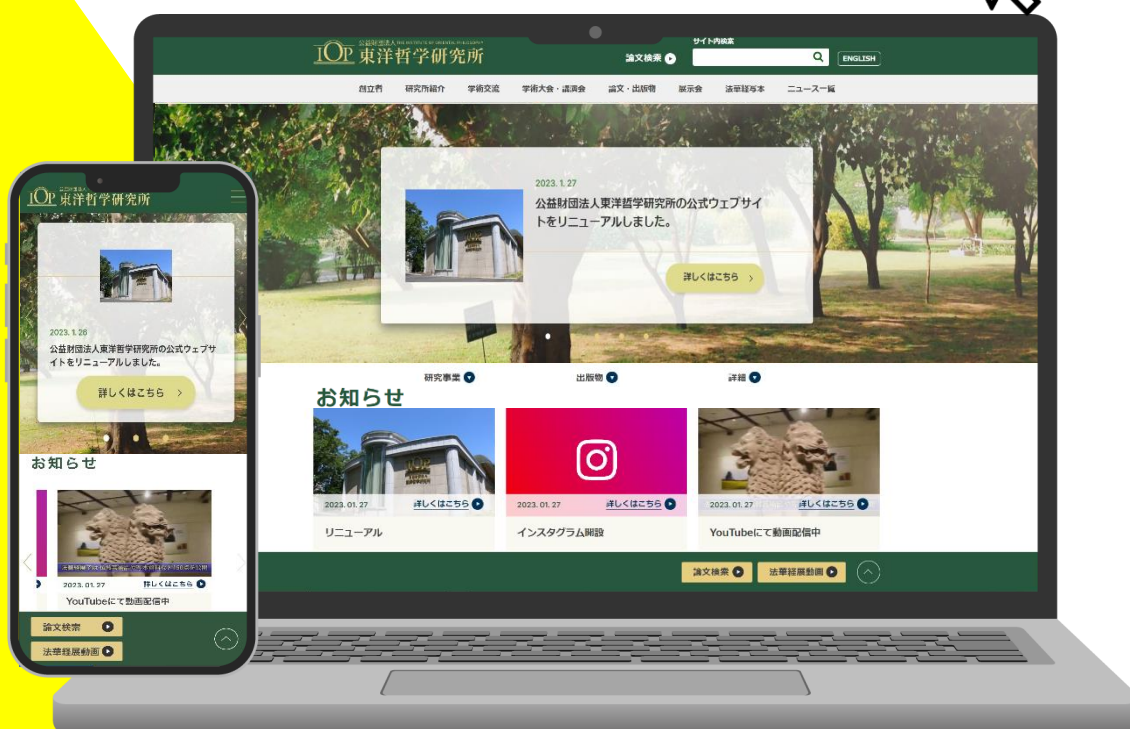 公益財団法人 THE INSTITUTE OF ORIENTAL PHILOSOPHY
IOP 東洋哲学研究所
サイト内検索
論文検索
ENGLISH
創立者 研究所紹介 学術交流 学術大会・講演会 論文・出版物 展示会 法華経写本 ニュース一覧
2023. 1. 27
公益財団法人東洋哲学研究所の公式ウェブサイ
トをリニューアルしました。
詳しくはこちら
研究事業 出版物 詳細
お知らせ
2023. 01. 27 詳しくはこちら
リニューアル
2023. 01. 27 詳しくはこちら
インスタグラム開設
2023. 01. 27 詳しくはこちら
YouTubeにて動画配信中
論文検索 法華経展動画
IOP 東洋哲学研究所
2023. 1. 26
公益財団法人東洋哲学研究所の公式ウェブサ
イトをリニューアルしました。
詳しくはこちら
お知らせ
2023. 01. 27 詳しくはこちら
YouTubeにて動画配信中
論文検索
法華経展動画